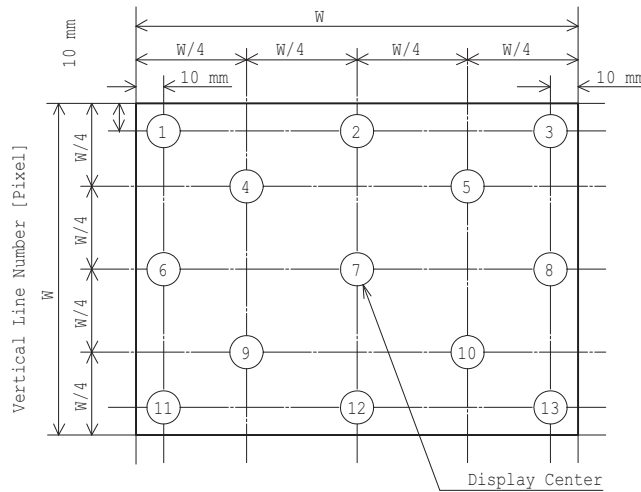 W
10 mm
W/4 W/4 W/4 W/4
10 mm 10 mm
1 2 3
W/4
4 5
Vertical Line Number [Pixel]
W/4
W
6 7 8
W/4
9 10
W/4
11 12 13
Display Center